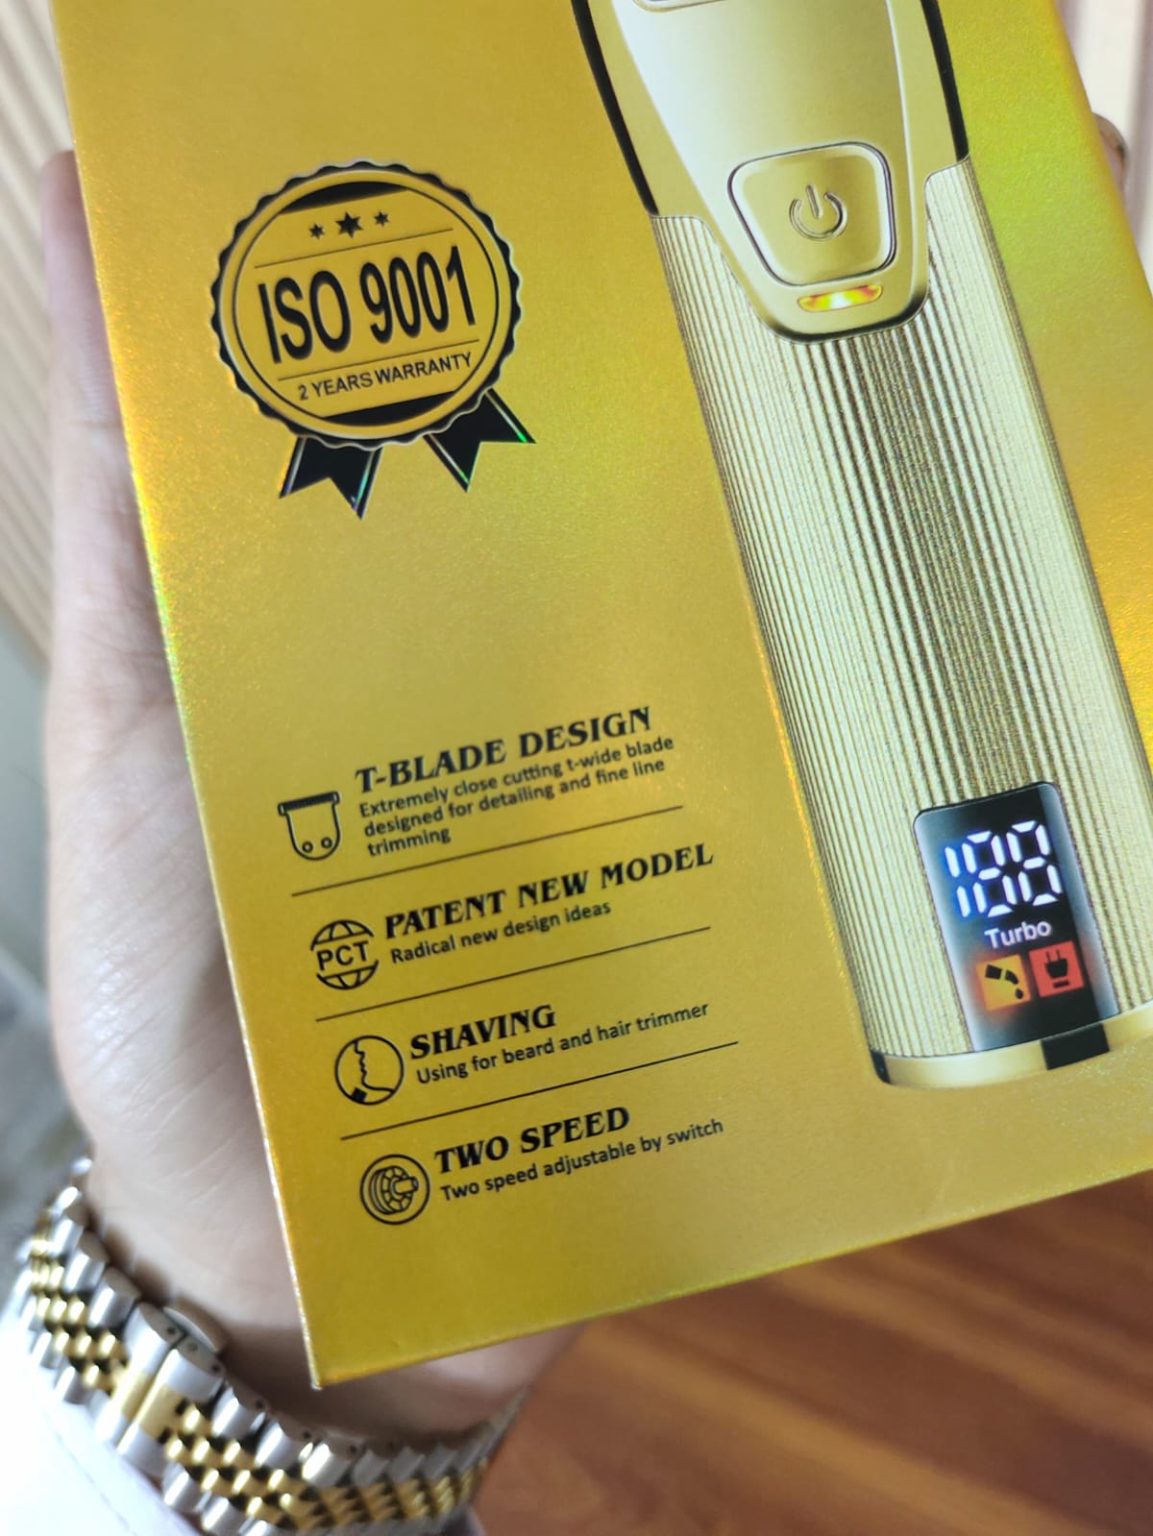 ISO 9001
2 YEARS WARRANTY
T-BLADE DESIGN
Extremely close cutting t-wide blade
designed for detailing and fine line
trimming
PATENT NEW MODEL
PCT
Radical new design ideas
SHAVING
Using for beard and hair trimmer
TWO SPEED
Two speed adjustable by switch
188
Turbo